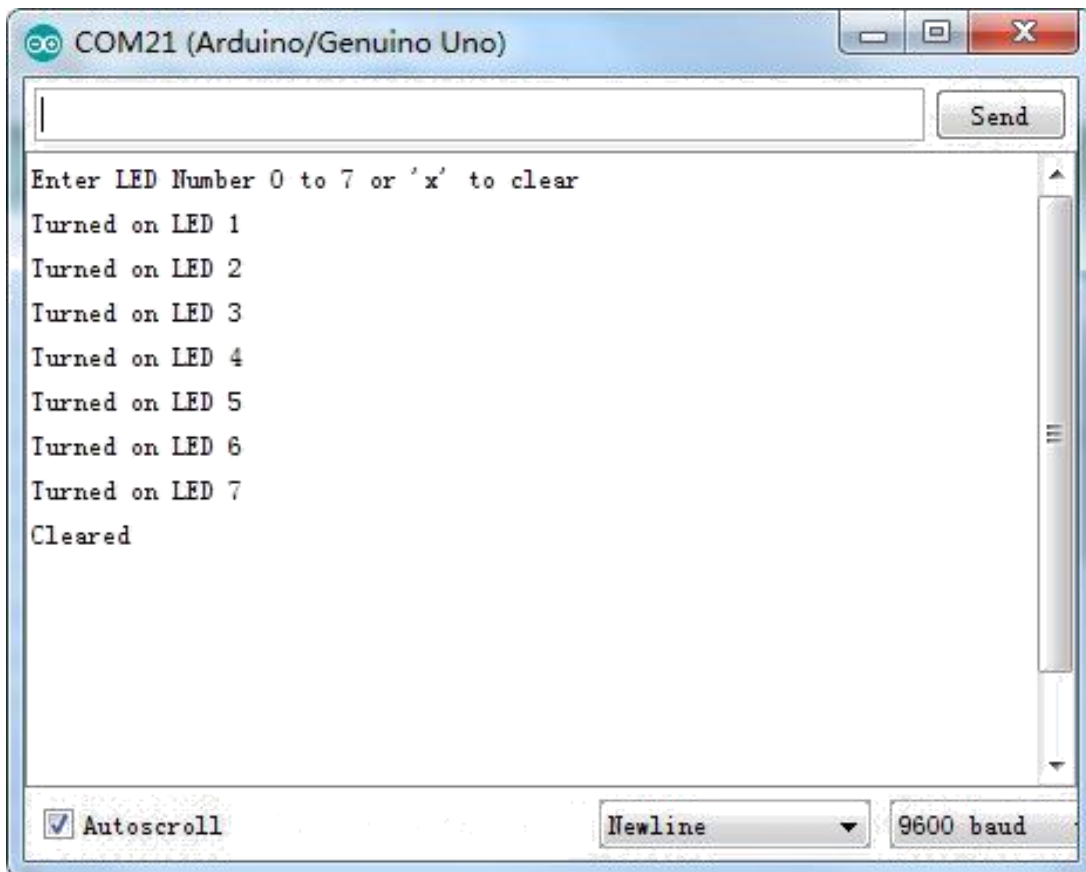 COM21 (Arduino/Genuino Uno)
Send
Enter LED Number 0 to 7 or 'x' to clear
Turned on LED 1
Turned on LED 2
Turned on LED 3
Turned on LED 4
Turned on LED 5
Turned on LED 6
Turned on LED 7
Cleared
Autoscroll
Newline
9600 baud